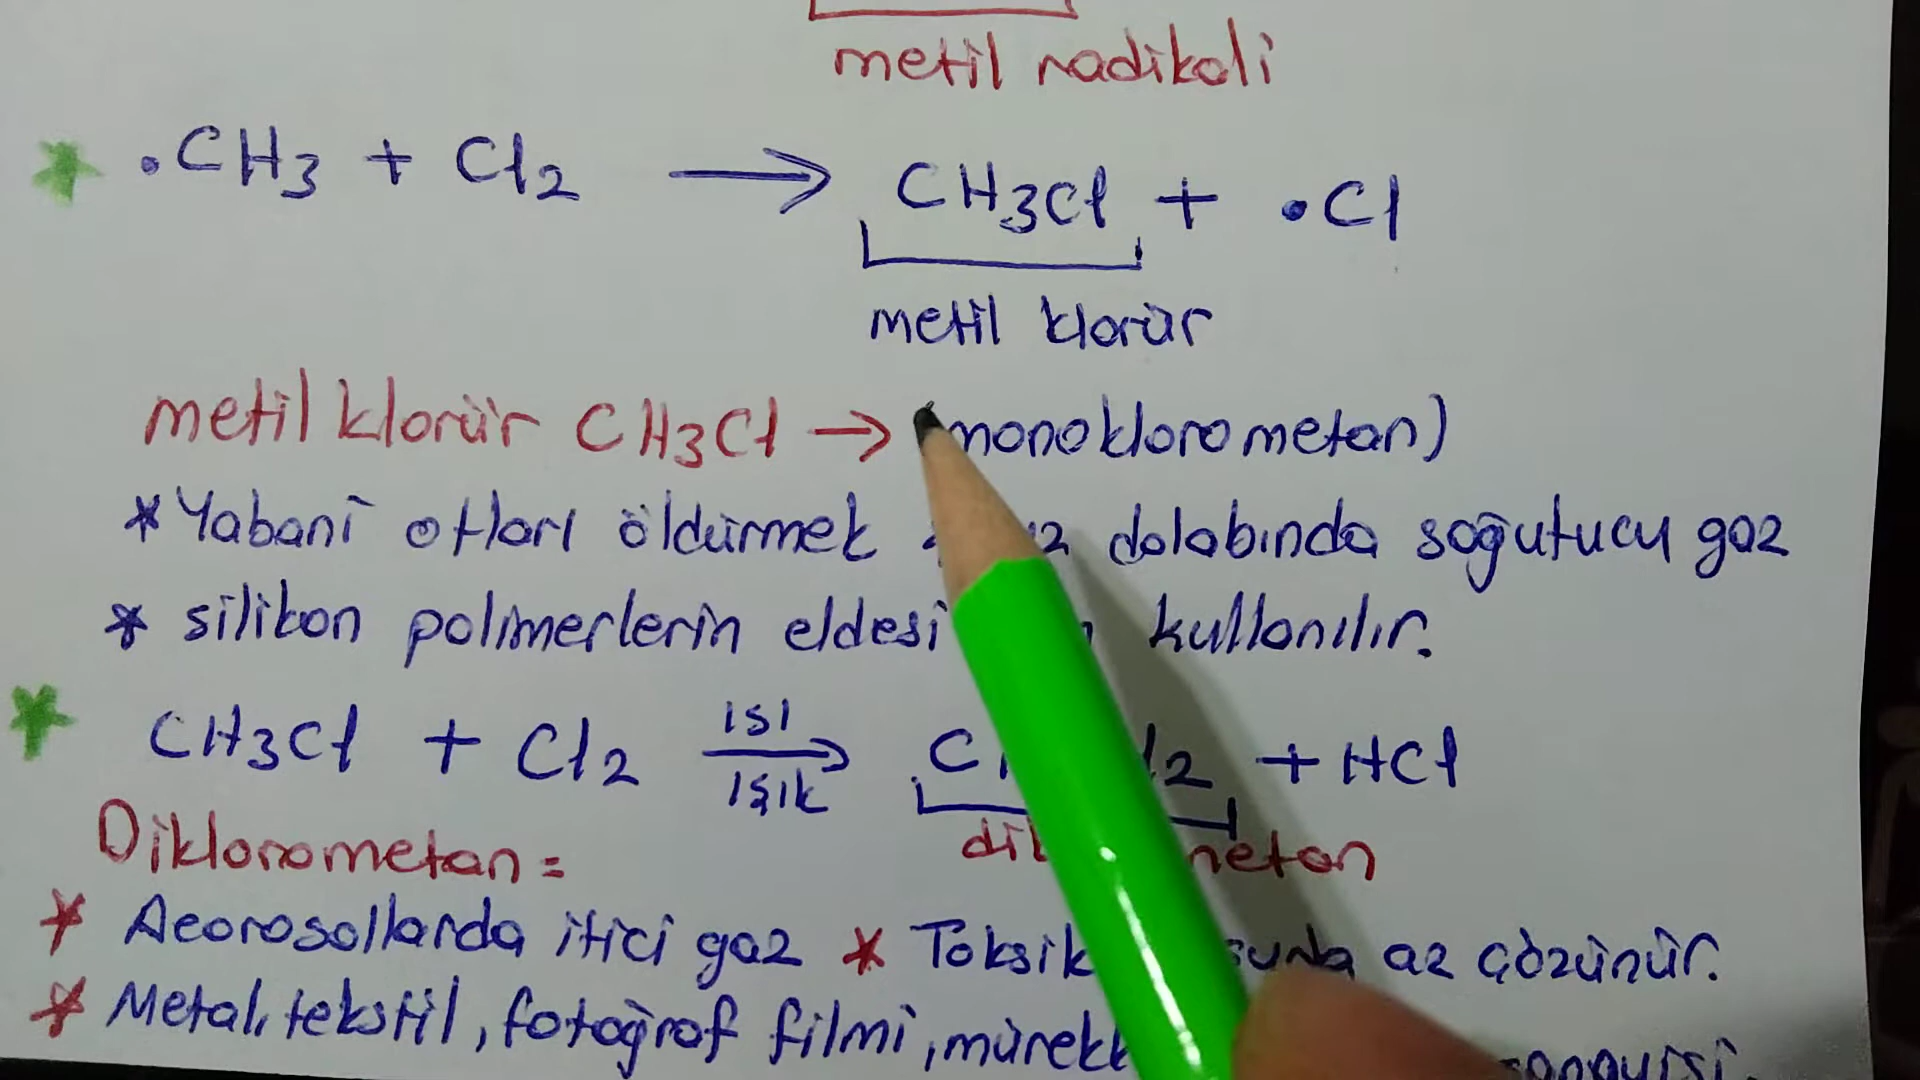 metil radikali
.CH3 + Cl2 → CH3Cl + •Cl
metil klorür
metil klorür CH3Cl → monoklorometan)
* Yabani otları öldürmek dolabında soğutucu gaz
* silikon polimerlerin eldesi kullanılır.
CH3Cl + Cl2 → + HCl
ısı
ışık
Diklorometan =
* Aeorosollarda itici gaz * Toksik az çözünür.
* Metal, tekstil, fotoğraf filmi,